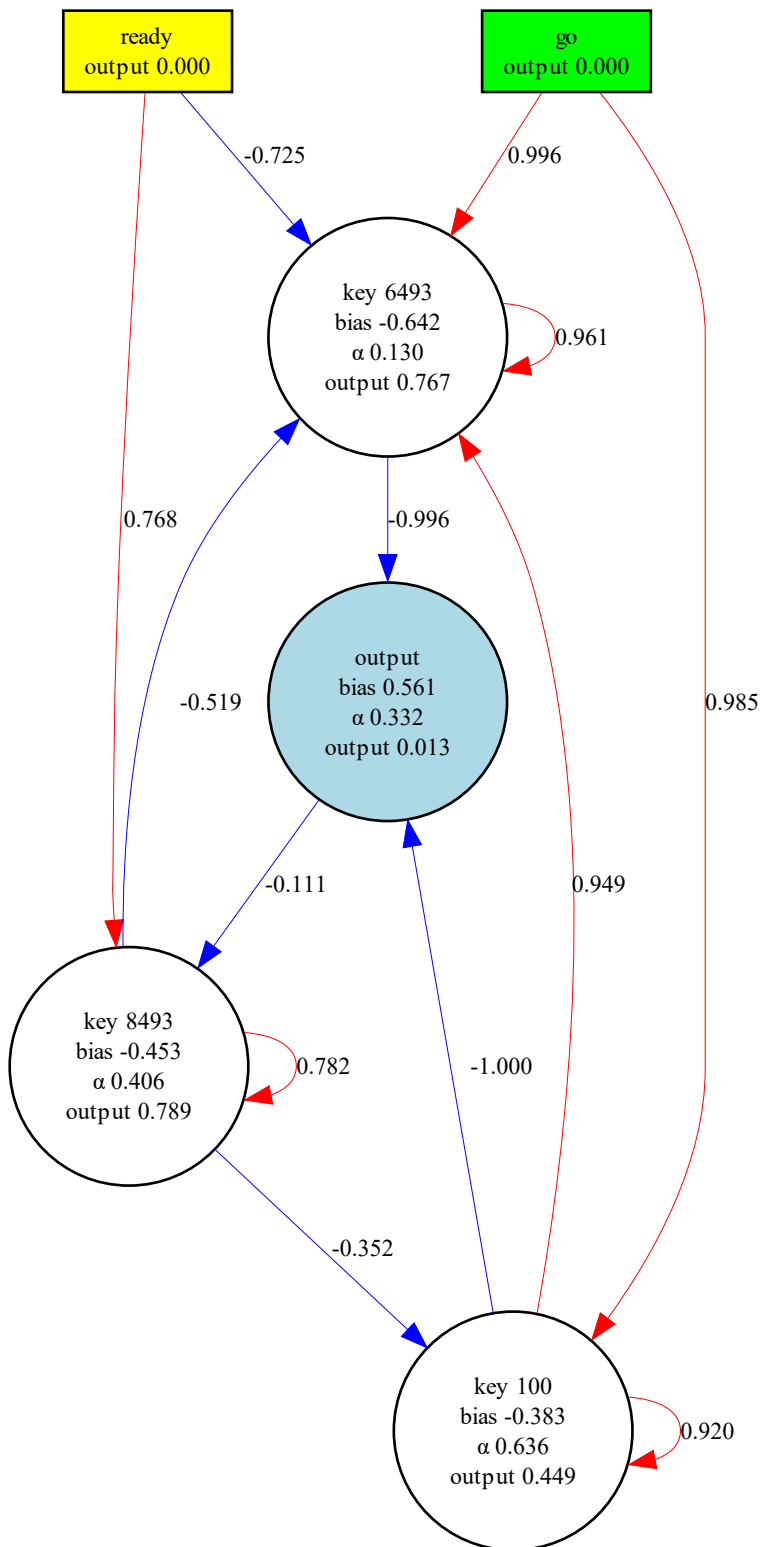 ready
output 0.000
go
output 0.000
-0.725
0.996
key 6493
bias -0.642
α 0.130
output 0.767
0.961
0.768
-0.996
-0.519
output
bias 0.561
α 0.332
output 0.013
0.985
-0.111
0.949
key 8493
bias -0.453
α 0.406
output 0.789
0.782
-1.000
-0.352
key 100
bias -0.383
α 0.636
output 0.449
0.920